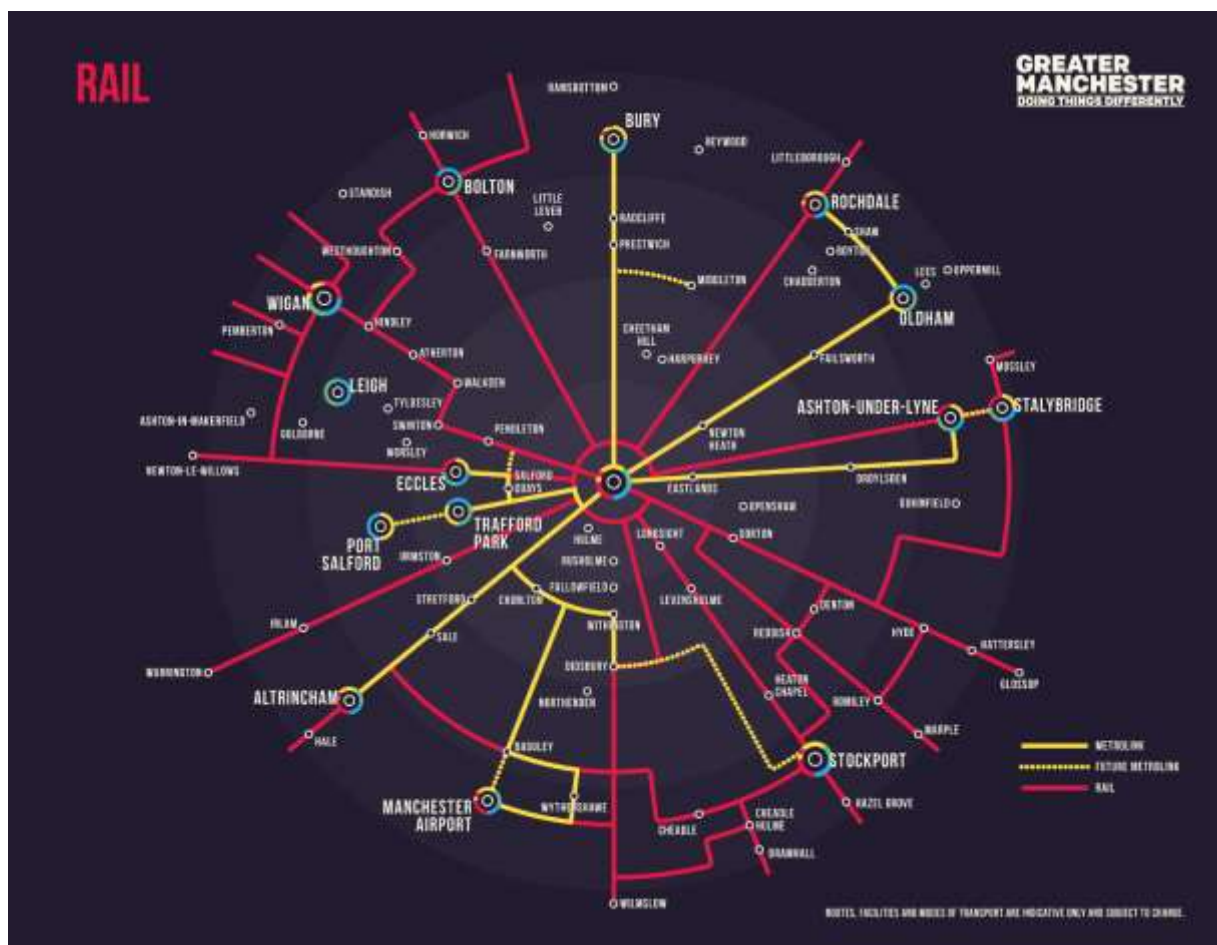 RAIL
GREATER
MANCHESTER
DOING THINGS DIFFERENTLY
RAMSBOTTOM
BURY
HEYWOOD
HORWICH
LITTLEBOROUGH
BOLTON
STANDISH
LITTLE
LEVER
ROCHDALE
RADCLIFFE
SHAW
PRESTWICH
ROYTON
WESTHOUGHTON
FARNWORTH
CHADDERTON
LEES
UPPERMILL
MIDDLETON
WIGAN
OLDHAM
PEMBERTON
HINDLEY
CHEETHAM
HILL
HARPURHEY
ATHERTON
FAILSWORTH
MOSSLEY
LEIGH
WALKDEN
TYLDESLEY
ASHTON-UNDER-LYNE
STALYBRIDGE
ASHTON-IN-MAKERFIELD
GOLBORNE
SWINTON
PENDLETON
NEWTON
HEATH
WORSLEY
NEWTON-LE-WILLOWS
ECCLES
SALFORD
QUAYS
EASTLANDS
DROYLSDEN
TRAFFORD
PARK
OPENSHAW
DUKINFIELD
PORT
SALFORD
HULME
LONGSIGHT
GORTON
URMSTON
RUSHOLME
STRETFORD
CHORLTON
FALLOWFIELD
LEVENSHULME
DENTON
IRLAM
SALE
WITHINGTON
REDDISH
HYDE
HATTERSLEY
WARRINGTON
DIDSBURY
GLOSSOP
ALTRINCHAM
NORTHENDEN
HEATON
CHAPEL
ROMILEY
HALE
MARPLE
BAGULEY
STOCKPORT
METROLINK
FUTURE METROLINK
RAIL
MANCHESTER
AIRPORT
WYTHENSHAWE
HAZEL GROVE
CHEADLE
CHEADLE
HULME
BRAMHALL
WILMSLOW
ROUTES, FACILITIES AND MODES OF TRANSPORT ARE INDICATIVE ONLY AND SUBJECT TO CHANGE.